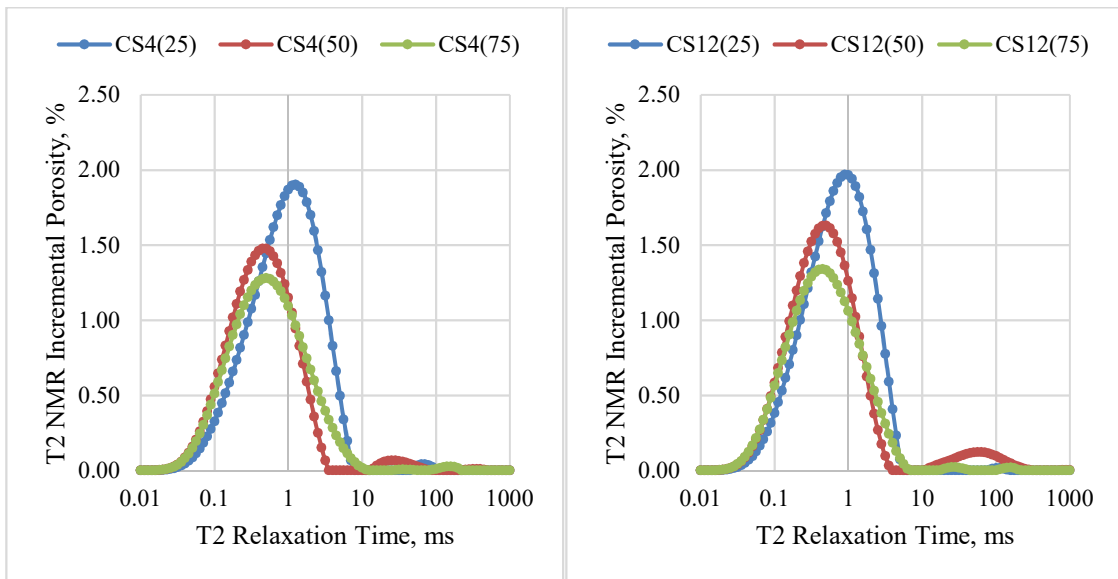 CS4(25) CS4(50) CS4(75)
T2 NMR Incremental Porosity, %
2.50
2.00
1.50
1.00
0.50
0.00
0.01 0.1 1 10 100 1000
T2 Relaxation Time, ms
CS12(25) CS12(50) CS12(75)
T2 NMR Incremental Porosity, %
2.50
2.00
1.50
1.00
0.50
0.00
0.01 0.1 1 10 100 1000
T2 Relaxation Time, ms